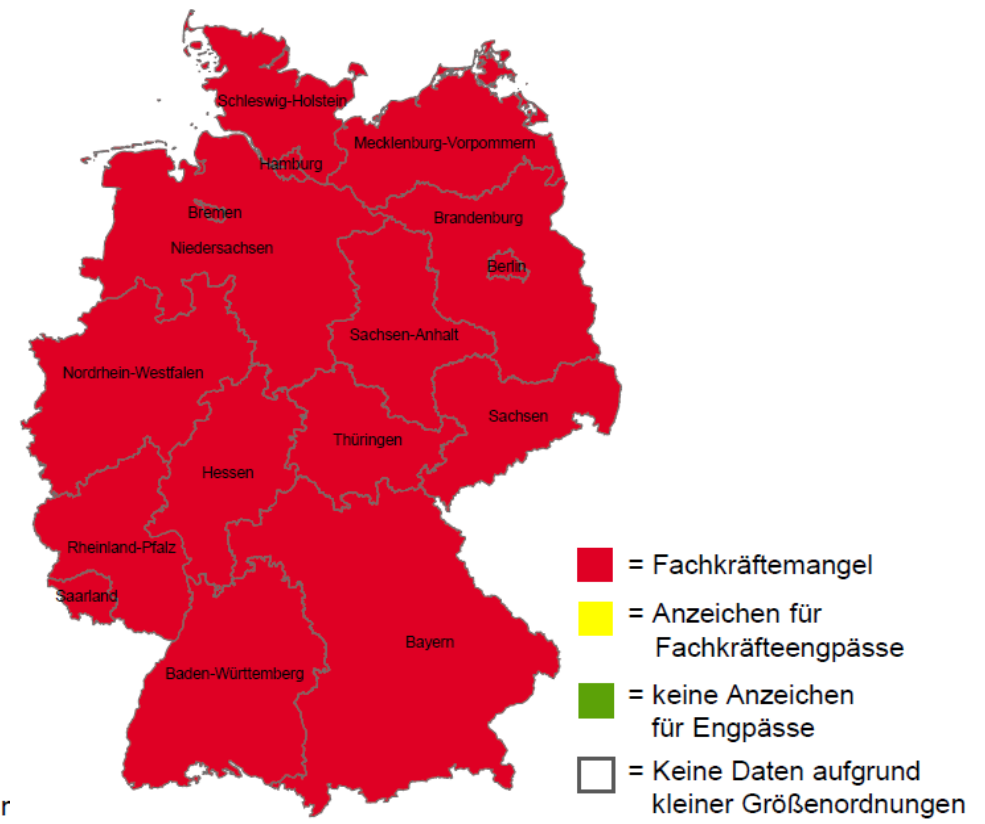 Schleswig-Holstein
Mecklenburg-Vorpommern
Hamburg
Bremen
Brandenburg
Niedersachsen
Berlin
Sachsen-Anhalt
Nordrhein-Westfalen
Sachsen
Thüringen
Hessen
Rheinland-Pfalz
Saarland
Bayern
Baden-Württemberg
= Fachkräftemangel
= Anzeichen für
Fachkräfteengpässe
= keine Anzeichen
für Engpässe
= Keine Daten aufgrund
kleiner Größenordnungen
r